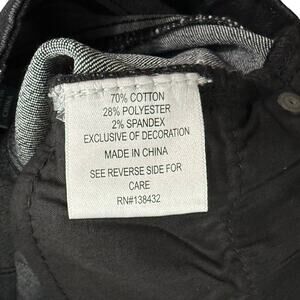 70% COTTON
28% POLYESTER
2% SPANDEX
EXCLUSIVE OF DECORATION
MADE IN CHINA
SEE REVERSE SIDE FOR
CARE
RN#138432